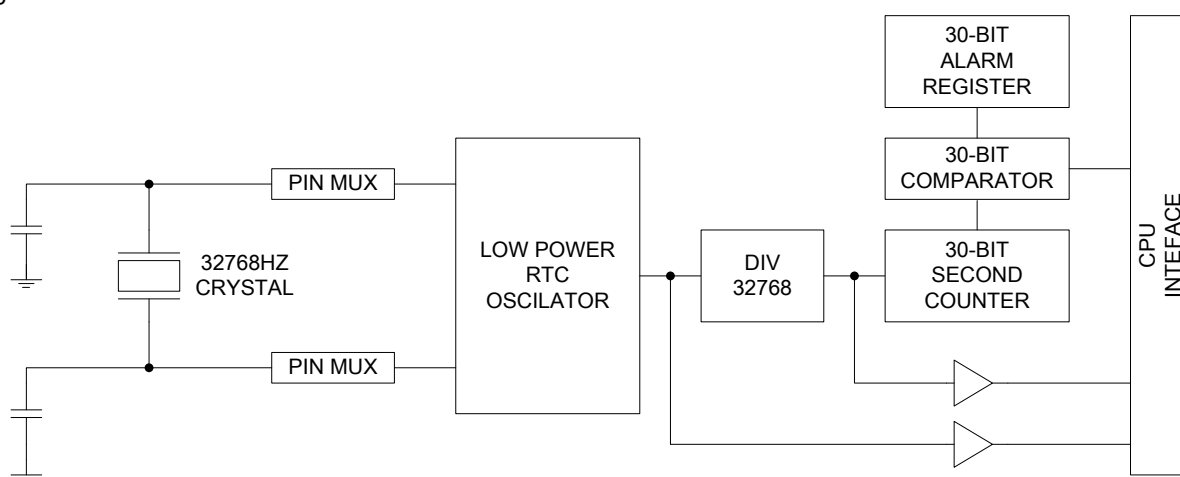 30-BIT
ALARM
REGISTER
30-BIT
COMPARATOR
PIN MUX
32768HZ
CRYSTAL
PIN MUX
LOW POWER
RTC
OSCILATOR
DIV
32768
30-BIT
SECOND
COUNTER
CPU
INTEFACE